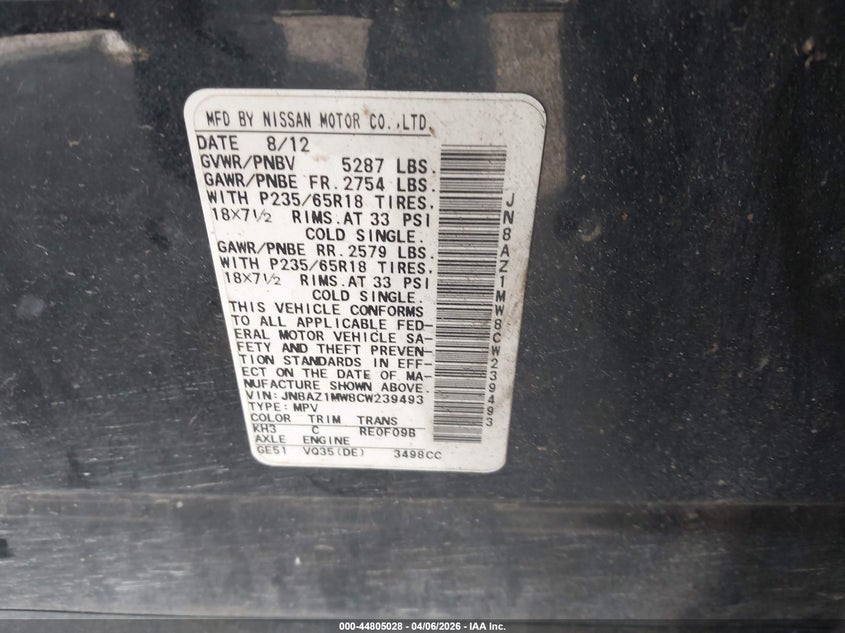 MFD BY NISSAN MOTOR CO.,LTD.
DATE 8/12
GVWR/PNBV 5287 LBS.
GAWR/PNBE FR. 2754 LBS.
WITH P235/65R18 TIRES.
18X7½ RIMS. AT 33 PSI
COLD SINGLE.
GAWR/PNBE RR. 2579 LBS.
WITH P235/65R18 TIRES.
18X7½ RIMS. AT 33 PSI
COLD SINGLE.
THIS VEHICLE CONFORMS
TO ALL APPLICABLE FED-
ERAL MOTOR VEHICLE SA-
FETY AND THEFT PREVEN-
TION STANDARDS IN EFF-
ECT ON THE DATE OF MA-
NUFACTURE SHOWN ABOVE.
VIN: JN8AZ1MW8CW239493
TYPE: MPV
COLOR TRIM TRANS
KH3 C RE0F09B
AXLE ENGINE
GE51 VQ35(DE) 3498CC
JN8AZ1MW8CW239493
000-44805028 - 04/06/2026 - IAA Inc.